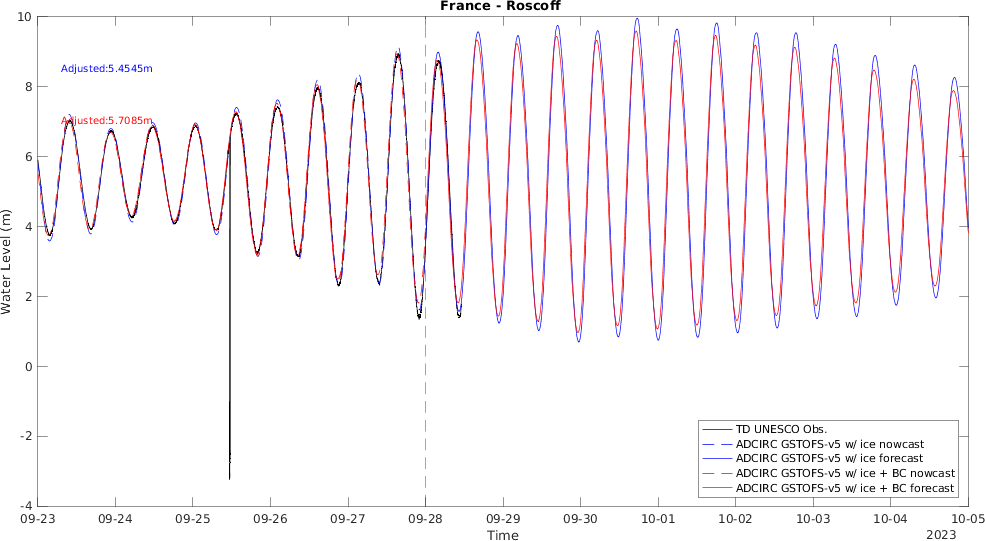 France - Roscoff
10
8
6
4
2
0
-2
-4
Water Level (m)
Adjusted:5.4545m
Adjusted:5.7085m
TD UNESCO Obs.
ADCIRC GSTOFS-v5 w/ ice nowcast
ADCIRC GSTOFS-v5 w/ ice forecast
ADCIRC GSTOFS-v5 w/ ice + BC nowcast
ADCIRC GSTOFS-v5 w/ ice + BC forecast
09-23 09-24 09-25 09-26 09-27 09-28 09-29 09-30 10-01 10-02 10-03 10-04 10-05
Time
2023